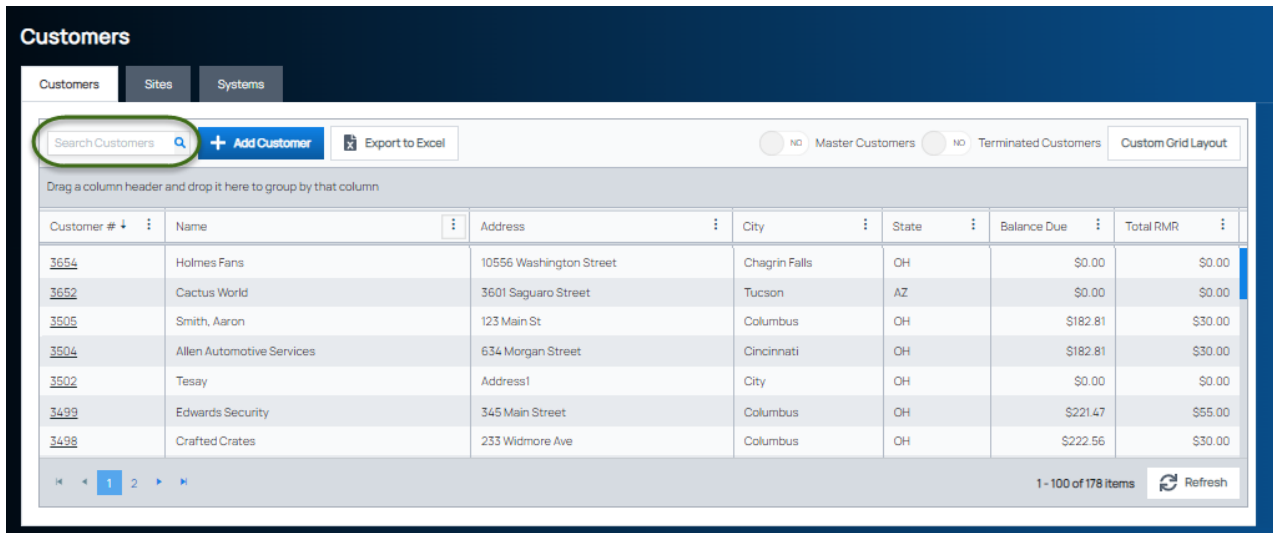 Customers
Customers Sites Systems
Search Customers Add Customer Export to Excel NO Master Customers NO Terminated Customers Custom Grid Layout
Drag a column header and drop it here to group by that column
Customer # ↓ Name Address City State Balance Due Total RMR
3654 Holmes Fans 10556 Washington Street Chagrin Falls OH $0.00 $0.00
3652 Cactus World 3601 Saguaro Street Tucson AZ $0.00 $0.00
3505 Smith, Aaron 123 Main St Columbus OH $182.81 $30.00
3504 Allen Automotive Services 634 Morgan Street Cincinnati OH $182.81 $30.00
3502 Tesay Address1 City OH $0.00 $0.00
3499 Edwards Security 345 Main Street Columbus OH $221.47 $55.00
3498 Crafted Crates 233 Widmore Ave Columbus OH $222.56 $30.00
1 2 1 - 100 of 178 items Refresh